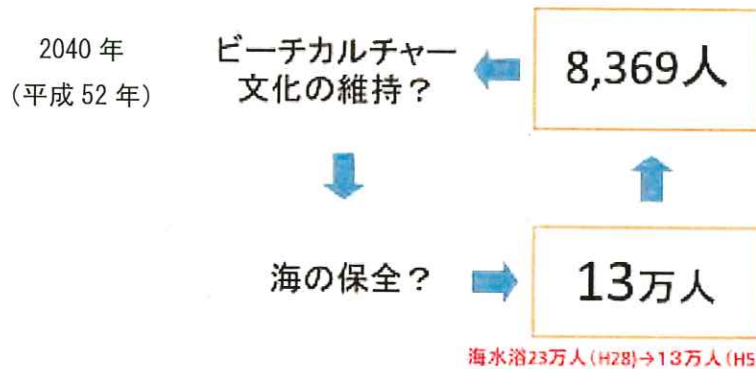 2040 年
(平成 52 年)
ビーチカルチャー
文化の維持？
8,369人
海の保全？
13万人
海水浴23万人(H28)→13万人(H5